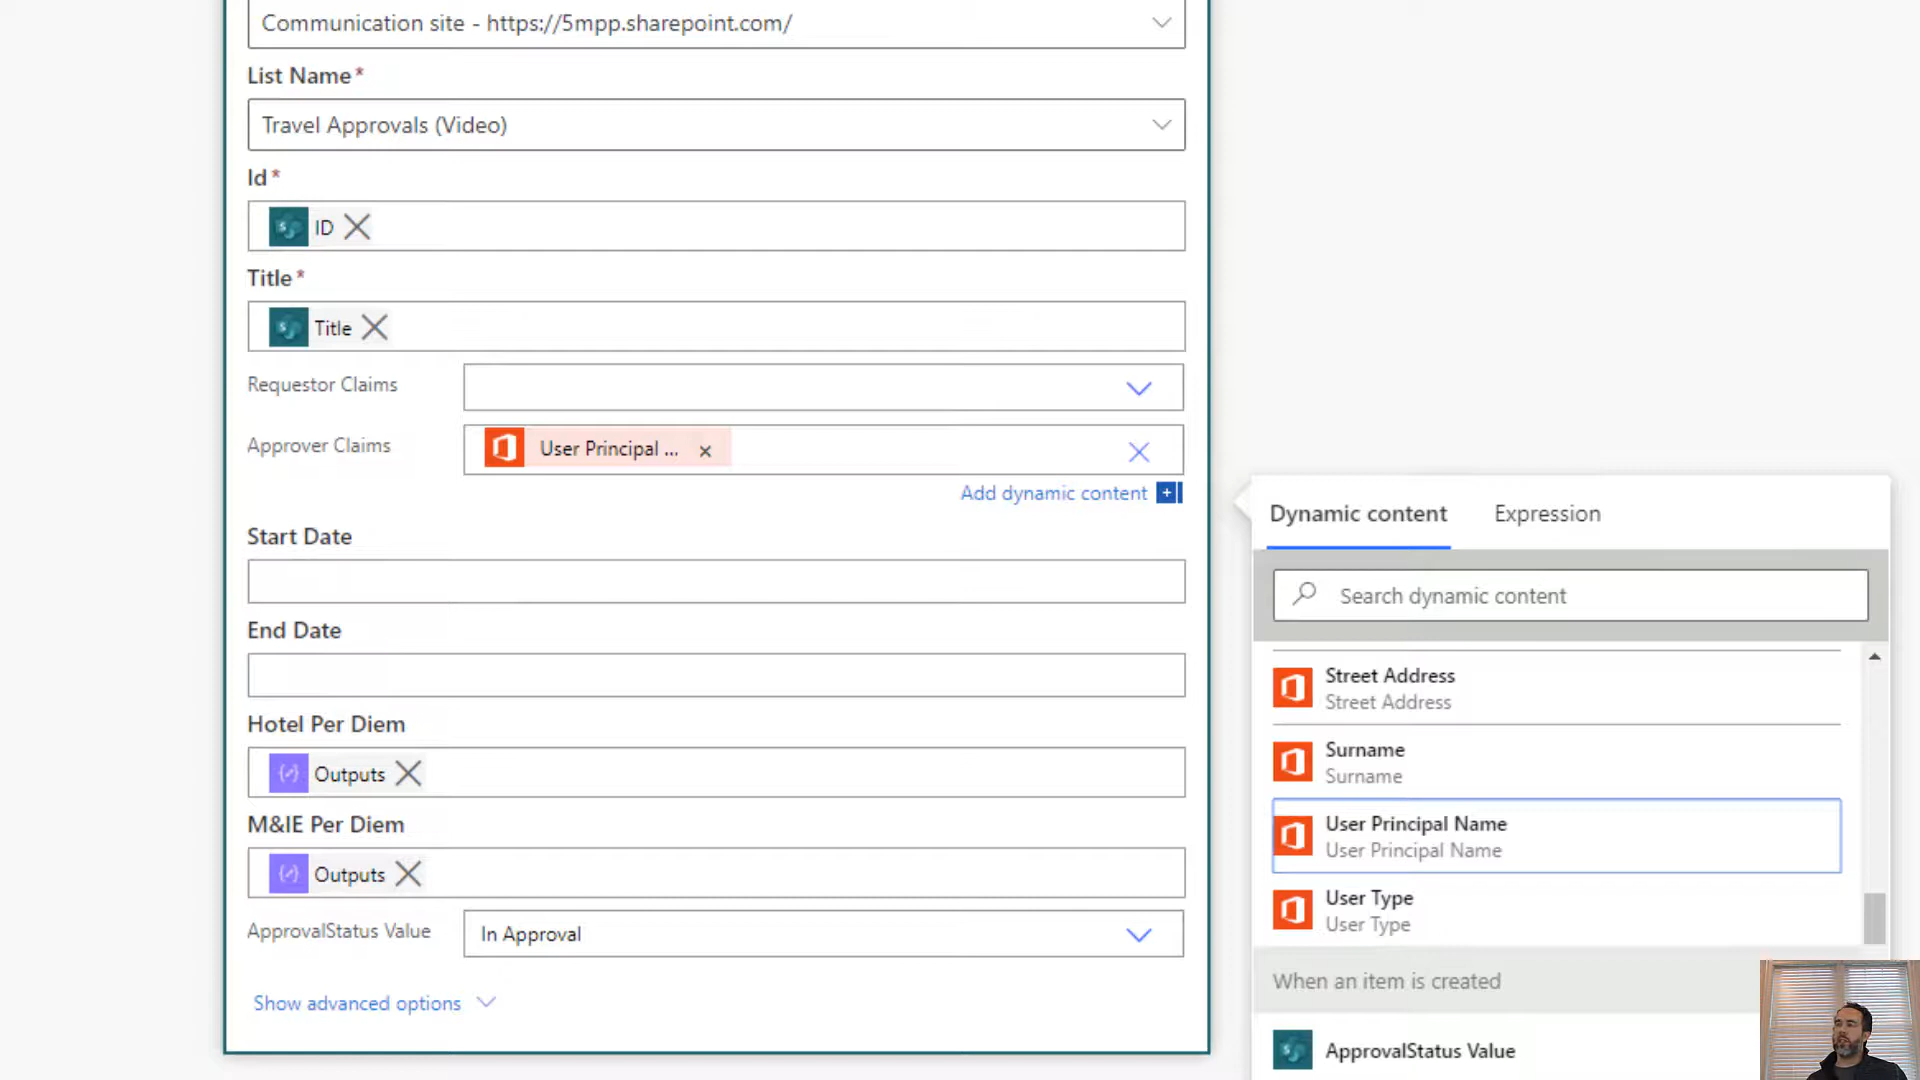 Communication site - https://5mpp.sharepoint.com/
List Name*
Travel Approvals (Video)
Id*
ID
Title*
Title
Requestor Claims
Approver Claims
User Principal ...
Add dynamic content
Start Date
End Date
Hotel Per Diem
Outputs
M&IE Per Diem
Outputs
ApprovalStatus Value
In Approval
Show advanced options
Dynamic content
Expression
Search dynamic content
Street Address
Street Address
Surname
Surname
User Principal Name
User Principal Name
User Type
User Type
When an item is created
ApprovalStatus Value